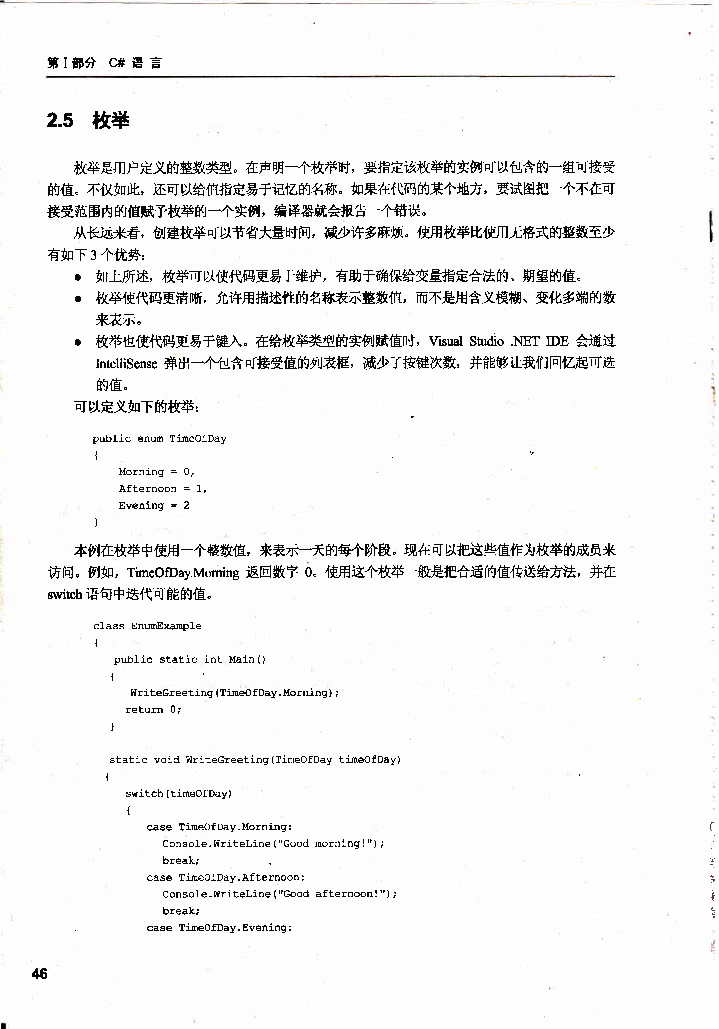 第 I 部分 C# 语 言
2.5 枚举
枚举是用户定义的整数类型。在声明一个枚举时，要指定该枚举的实例可以包含的一组可接受
的值。不仅如此，还可以给值指定易于记忆的名称。如果在代码的某个地方，要试图把一个不在可
接受范围内的值赋予枚举的一个实例，编译器就会报告一个错误。
从长远来看，创建枚举可以节省大量时间，减少许多麻烦。使用枚举比使用无格式的整数至少
有如下 3 个优势：
● 如上所述，枚举可以使代码更易于维护，有助于确保给变量指定合法的、期望的值。
● 枚举使代码更清晰，允许用描述性的名称表示整数值，而不是用含义模糊、变化多端的数
来表示。
● 枚举也使代码更易于键入。在给枚举类型的实例赋值时，Visual Studio .NET IDE 会通过
IntelliSense 弹出一个包含可接受值的列表框，减少了按键次数，并能够让我们回忆起可选
的值。
可以定义如下的枚举：
public enum TimeOfDay
{
Morning = 0,
Afternoon = 1,
Evening = 2
}
本例在枚举中使用一个整数值，来表示一天的每个阶段。现在可以把这些值作为枚举的成员来
访问。例如，TimeOfDay.Morning 返回数字 0。使用这个枚举一般是把合适的值传送给方法，并在
switch 语句中迭代可能的值。
class EnumExample
{
public static int Main()
{
WriteGreeting(TimeOfDay.Morning);
return 0;
}
static void WriteGreeting(TimeOfDay timeOfDay)
{
switch(timeOfDay)
{
case TimeOfDay.Morning:
Console.WriteLine("Good morning!");
break;
case TimeOfDay.Afternoon:
Console.WriteLine("Good afternoon!");
break;
case TimeOfDay.Evening:
46